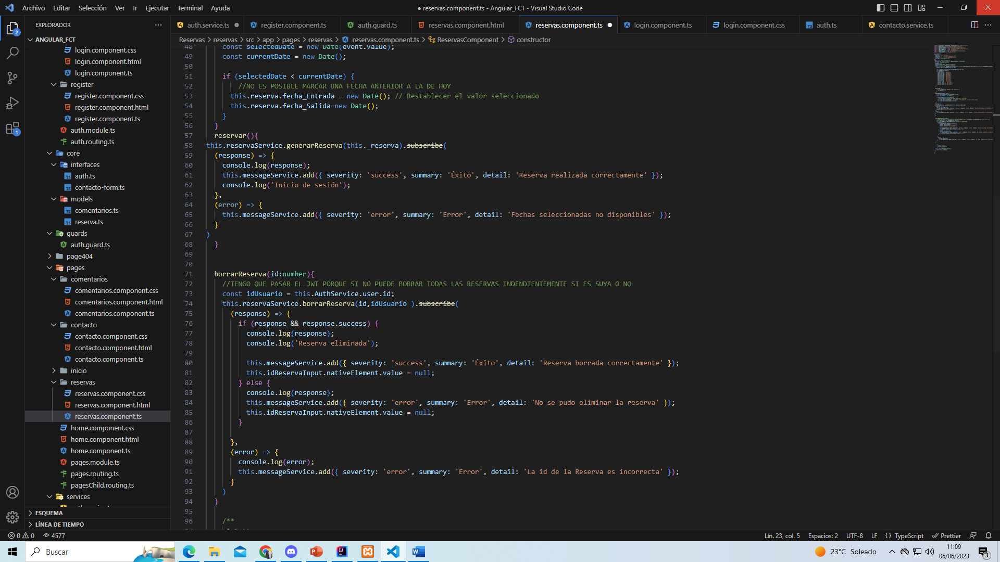 Archivo Editar Selección Ver Ir Ejecutar Terminal Ayuda
● reservas.component.ts - Angular_FCT - Visual Studio Code
EXPLORADOR
auth.service.ts register.component.ts auth.guard.ts reservas.component.html reservas.component.ts login.component.ts login.component.css auth.ts contacto.service.ts
Reservas > reservas > src > app > pages > reservas > reservas.component.ts > ReservasComponent > constructor
ANGULAR_FCT
login.component.css
login.component.html
login.component.ts
register
register.component.css
register.component.html
register.component.ts
auth.module.ts
auth.routing.ts
core
interfaces
auth.ts
contacto-form.ts
models
comentarios.ts
reserva.ts
guards
auth.guard.ts
page404
pages
comentarios
comentarios.component.css
comentarios.component.html
comentarios.component.ts
contacto
contacto.component.css
contacto.component.html
contacto.component.ts
inicio
reservas
reservas.component.css
reservas.component.html
reservas.component.ts
home.component.css
home.component.html
home.component.ts
pages.module.ts
pages.routing.ts
pagesChild.routing.ts
services
ESQUEMA
LÍNEA DE TIEMPO
48 const selectedDate = new Date(event.value);
49 const currentDate = new Date();
50
51 if (selectedDate < currentDate) {
52 //NO ES POSIBLE MARCAR UNA FECHA ANTERIOR A LA DE HOY
53 this.reserva.fecha_Entrada = new Date(); // Restablecer el valor seleccionado
54 this.reserva.fecha_Salida=new Date();
55 }
56 }
57 reservar(){
58 this.reservaService.generarReserva(this._reserva).subscribe(
59 (response) => {
60 console.log(response);
61 this.messageService.add({ severity: 'success', summary: 'Éxito', detail: 'Reserva realizada correctamente' });
62 console.log('Inicio de sesión');
63 },
64 (error) => {
65 this.messageService.add({ severity: 'error', summary: 'Error', detail: 'Fechas seleccionadas no disponibles' });
66 }
67 )
68 }
69
70
71 borrarReserva(id:number){
72 //TENGO QUE PASAR EL JWT PORQUE SI NO PUEDE BORRAR TODAS LAS RESERVAS INDENDIENTEMENTE SI ES SUYA O NO
73 const idUsuario = this.AuthService.user.id;
74 this.reservaService.borrarReserva(id,idUsuario ).subscribe(
75 (response) => {
76 if (response && response.success) {
77 console.log(response);
78 console.log('Reserva eliminada');
79
80 this.messageService.add({ severity: 'success', summary: 'Éxito', detail: 'Reserva borrada correctamente' });
81 this.idReservaInput.nativeElement.value = null;
82 } else {
83 console.log(response);
84 this.messageService.add({ severity: 'error', summary: 'Error', detail: 'No se pudo eliminar la reserva' });
85 this.idReservaInput.nativeElement.value = null;
86 }
87
88 },
89 (error) => {
90 console.log(error);
91 this.messageService.add({ severity: 'error', summary: 'Error', detail: 'La id de la Reserva es incorrecta' });
92 }
93 )
94 }
95
96 /**
2
1
0 0 4577
Lín. 23, col. 5 Espacios: 2 UTF-8 LF {} TypeScript Prettier
Buscar
23°C Soleado
11:09
06/06/2023
3